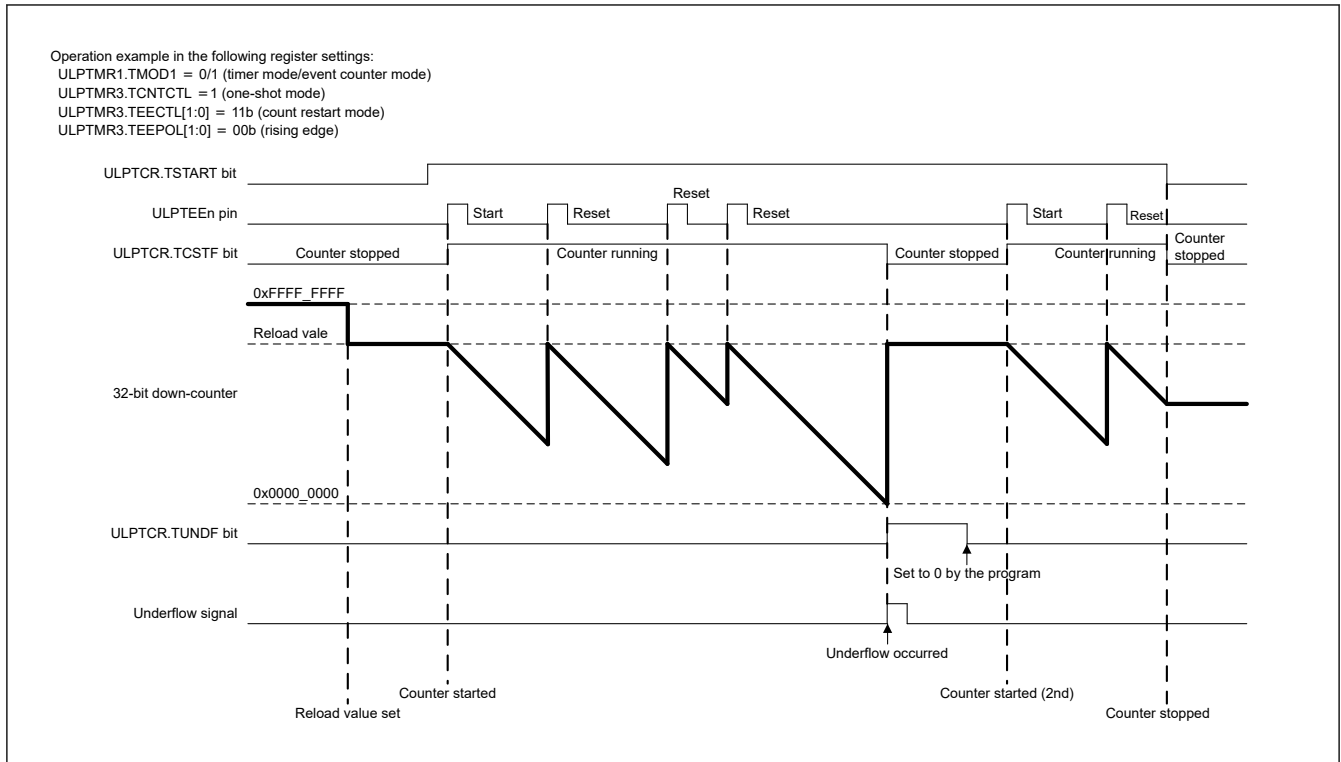 Operation example in the following register settings:
ULPTMR1.TMOD1 = 0/1 (timer mode/event counter mode)
ULPTMR3.TCNTCTL =1 (one-shot mode)
ULPTMR3.TEECTL[1:0] = 11b (count restart mode)
ULPTMR3.TEEPOL[1:0] = 00b (rising edge)
ULPTCR.TSTART bit
Reset
ULPTEEn pin Start Reset Reset Start Reset
ULPTCR.TCSTF bit Counter stopped Counter running Counter stopped Counter running Counter
stopped
0xFFFF_FFFF
Reload vale
32-bit down-counter
0x0000_0000
ULPTCR.TUNDF bit
Set to 0 by the program
Underflow signal
Underflow occurred
Counter started Counter started (2nd)
Reload value set Counter stopped